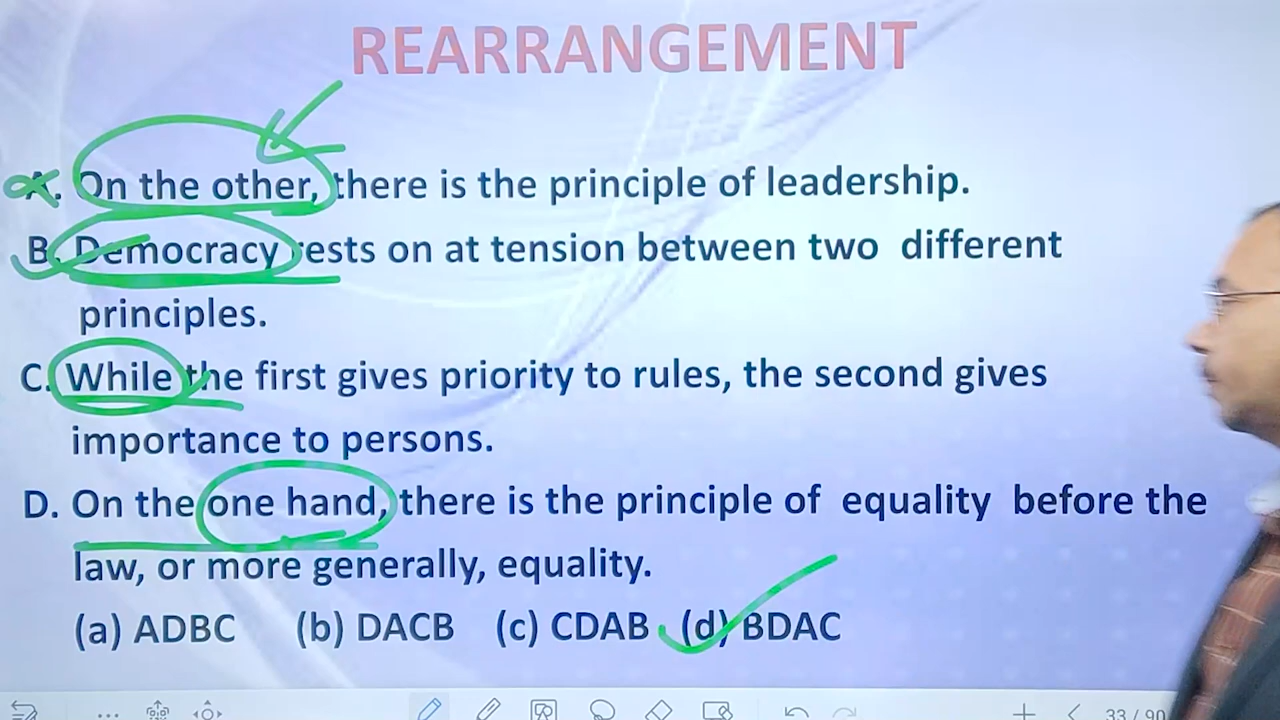 REARRANGEMENT
A. On the other, there is the principle of leadership.
B. Democracy rests on at tension between two different
principles.
C. While the first gives priority to rules, the second gives
importance to persons.
D. On the one hand, there is the principle of equality before the
law, or more generally, equality.
(a) ADBC (b) DACB (c) CDAB (d) BDAC
33 / 90